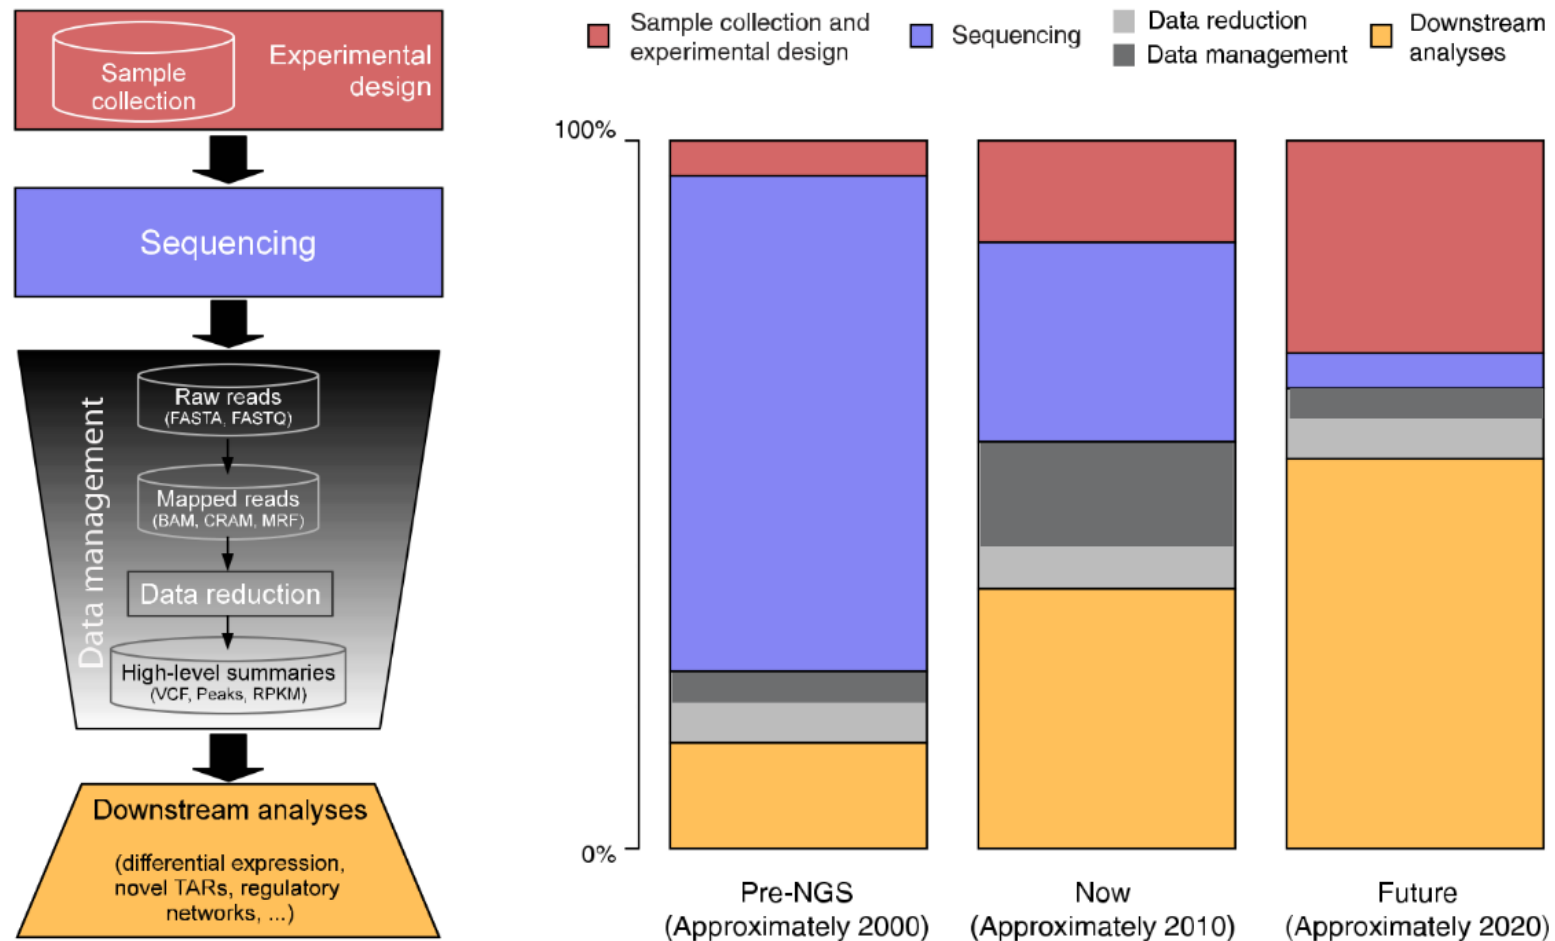 Sample
collection
Experimental
design
Sequencing
Data management
Raw reads
(FASTA, FASTQ)
Mapped reads
(BAM, CRAM, MRF)
Data reduction
High-level summaries
(VCF, Peaks, RPKM)
Downstream analyses
(differential expression,
novel TARs, regulatory
networks, ...)
Sample collection and
experimental design
Sequencing
Data reduction
Data management
Downstream
analyses
100%
0%
Pre-NGS
(Approximately 2000)
Now
(Approximately 2010)
Future
(Approximately 2020)